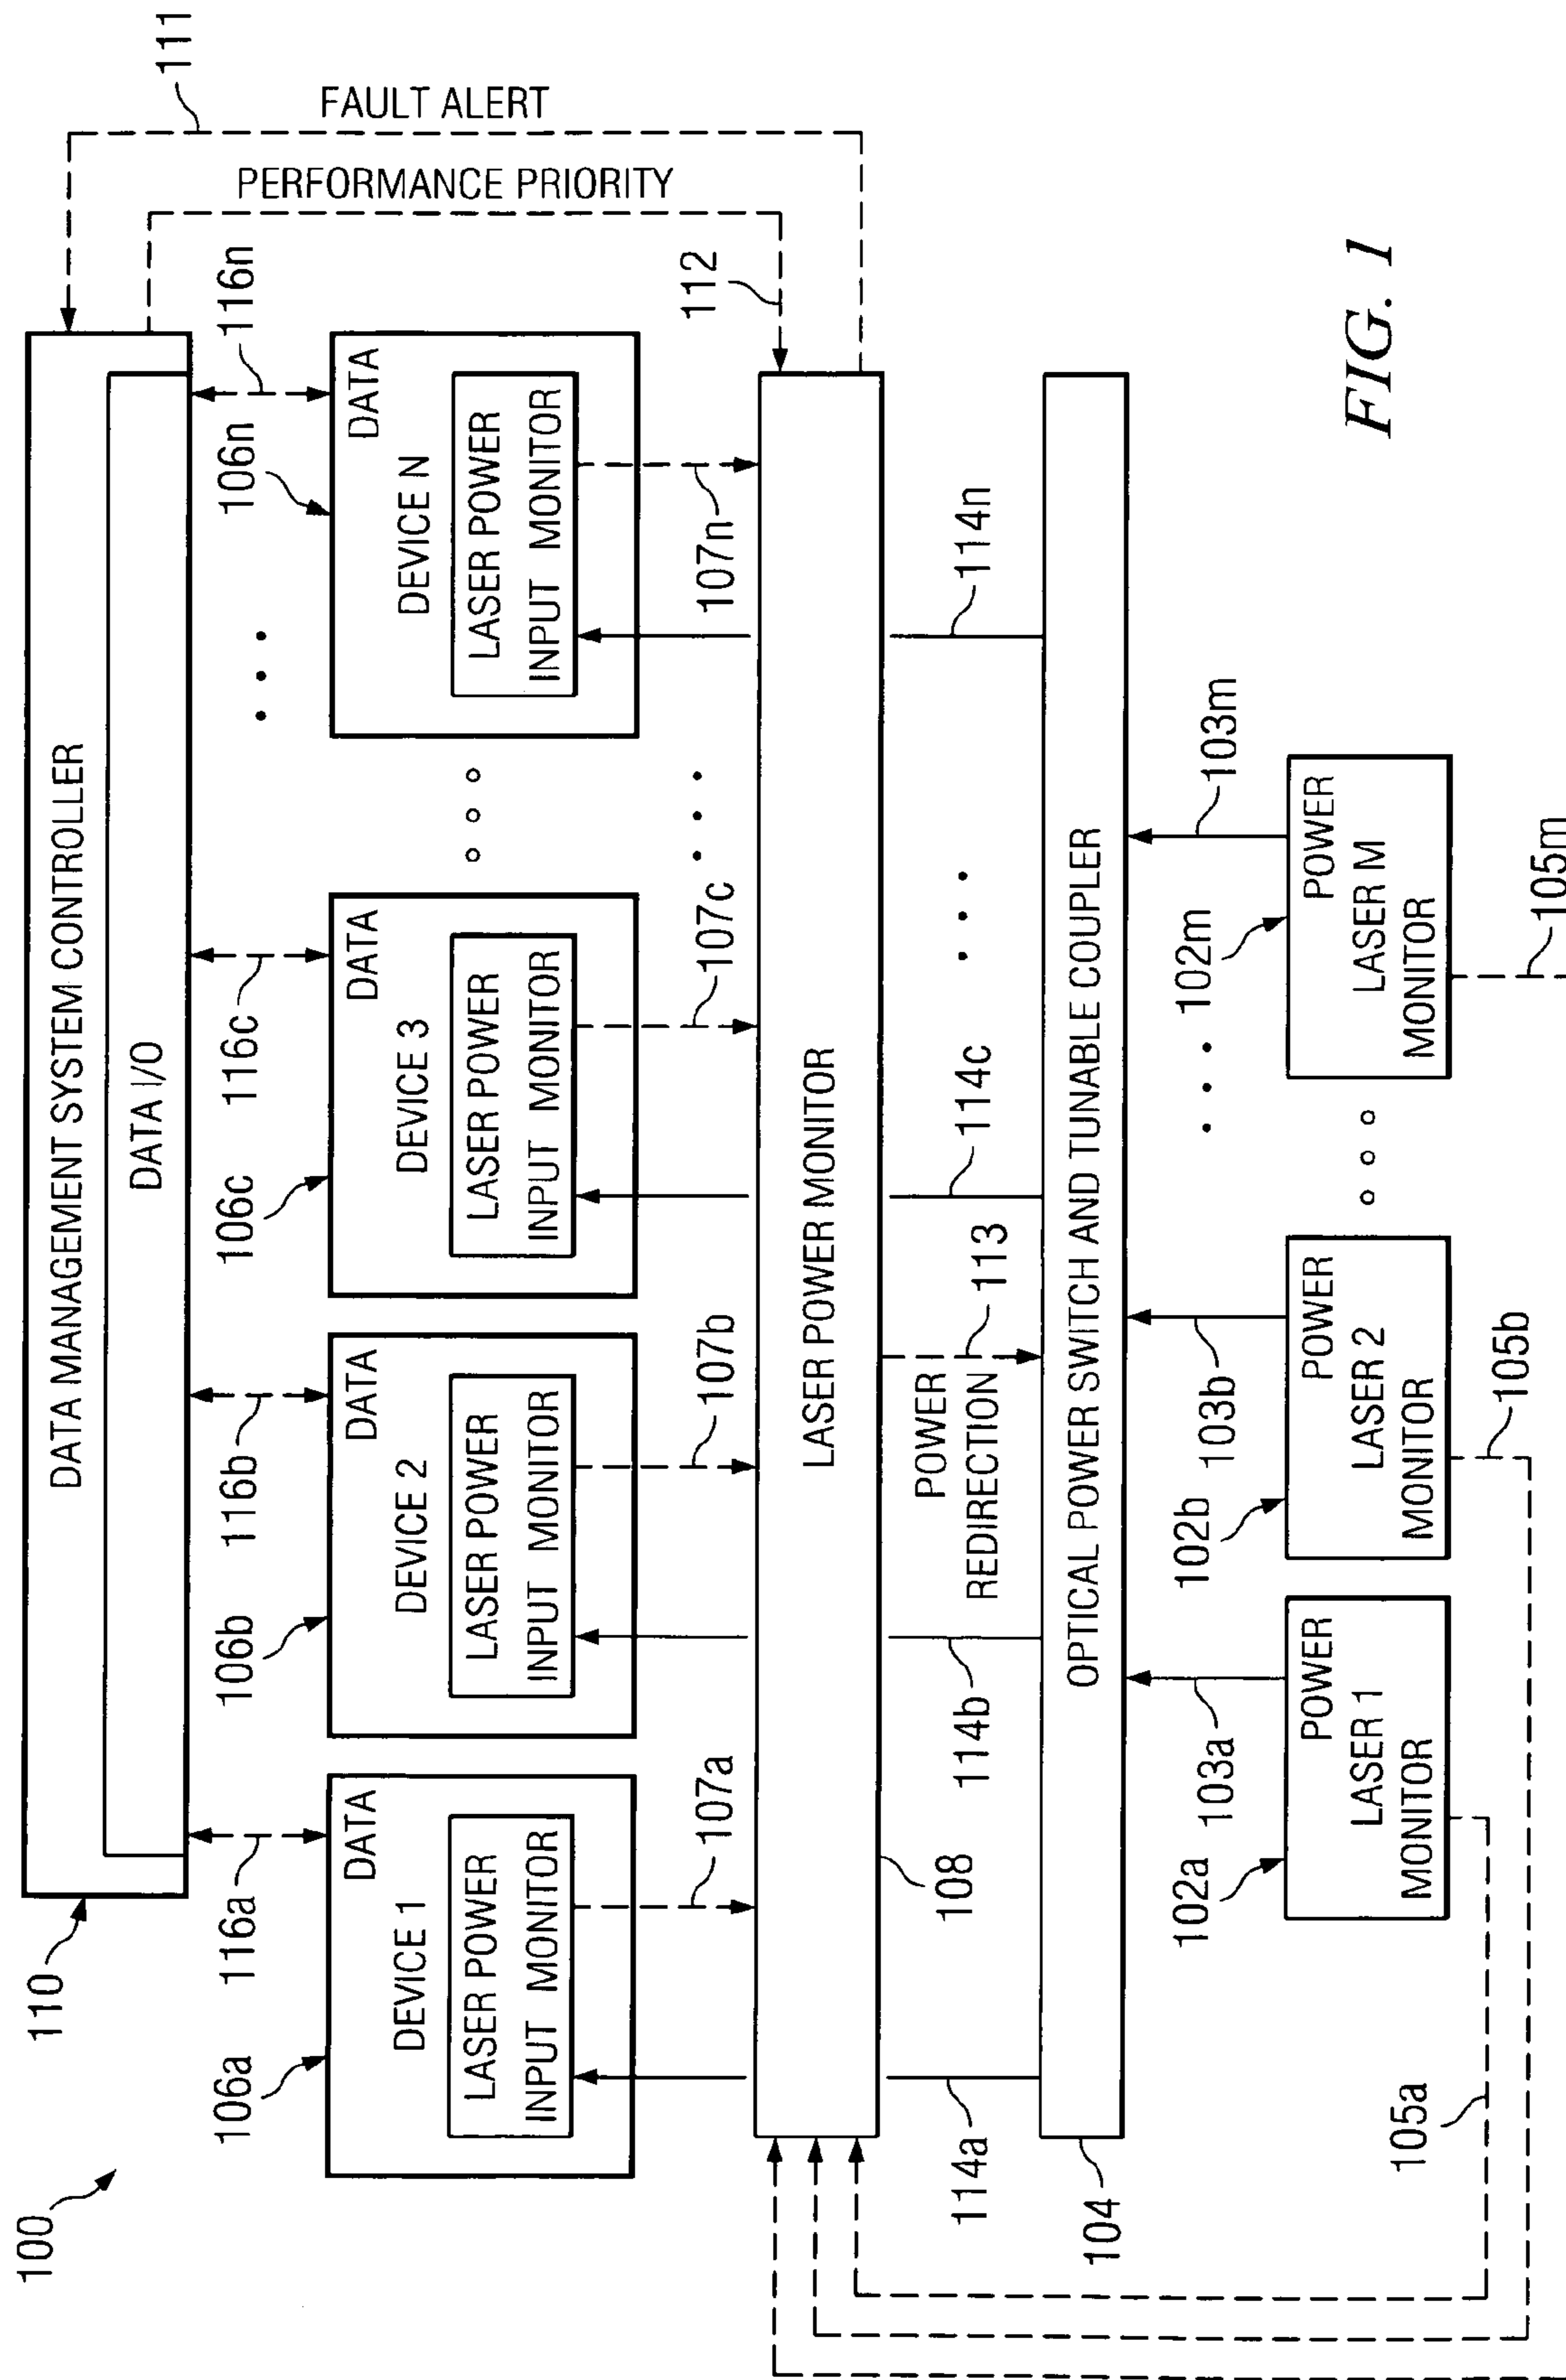 100
110
DATA MANAGEMENT SYSTEM CONTROLLER
DATA I/O
111
FAULT ALERT
PERFORMANCE PRIORITY
112
116a
116b
116c
116n
106a
106b
106c
106n
DATA
DEVICE 1
LASER POWER
INPUT MONITOR
DATA
DEVICE 2
LASER POWER
INPUT MONITOR
DATA
DEVICE 3
LASER POWER
INPUT MONITOR
DATA
DEVICE N
LASER POWER
INPUT MONITOR
107a
107b
107c
107n
LASER POWER MONITOR
108
114a
114b
POWER
REDIRECTION
113
114c
114n
OPTICAL POWER SWITCH AND TUNABLE COUPLER
104
102a
103a
102b
103b
102m
103m
POWER
LASER 1
MONITOR
POWER
LASER 2
MONITOR
POWER
LASER M
MONITOR
105a
105b
105m
FIG. 1